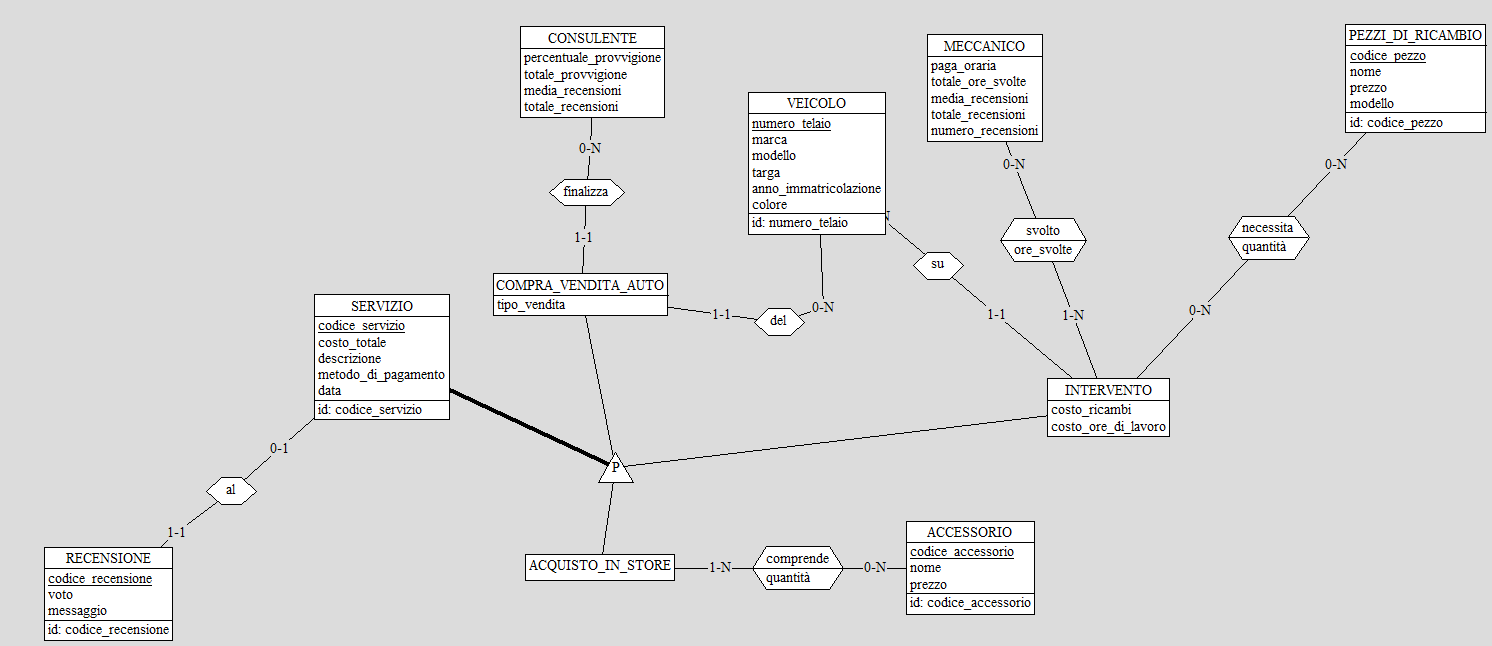 CONSULENTE
percentuale_provvigione
totale_provvigione
media_recensioni
totale_recensioni
0-N
finalizza
1-1
COMPRA_VENDITA_AUTO
tipo_vendita
1-1
del
0-N
VEICOLO
numero_telaio
marca
modello
targa
anno_immatricolazione
colore
id: numero_telaio
su
1-1
MECCANICO
paga_oraria
totale_ore_svolte
media_recensioni
totale_recensioni
numero_recensioni
0-N
svolto
ore_svolte
1-N
PEZZI_DI_RICAMBIO
codice_pezzo
nome
prezzo
modello
id: codice_pezzo
0-N
necessita
quantità
0-N
INTERVENTO
costo_ricambi
costo_ore_di_lavoro
SERVIZIO
codice_servizio
costo_totale
descrizione
metodo_di_pagamento
data
id: codice_servizio
0-1
al
1-1
RECENSIONE
codice_recensione
voto
messaggio
id: codice_recensione
P
ACQUISTO_IN_STORE
1-N
comprende
quantità
0-N
ACCESSORIO
codice_accessorio
nome
prezzo
id: codice_accessorio